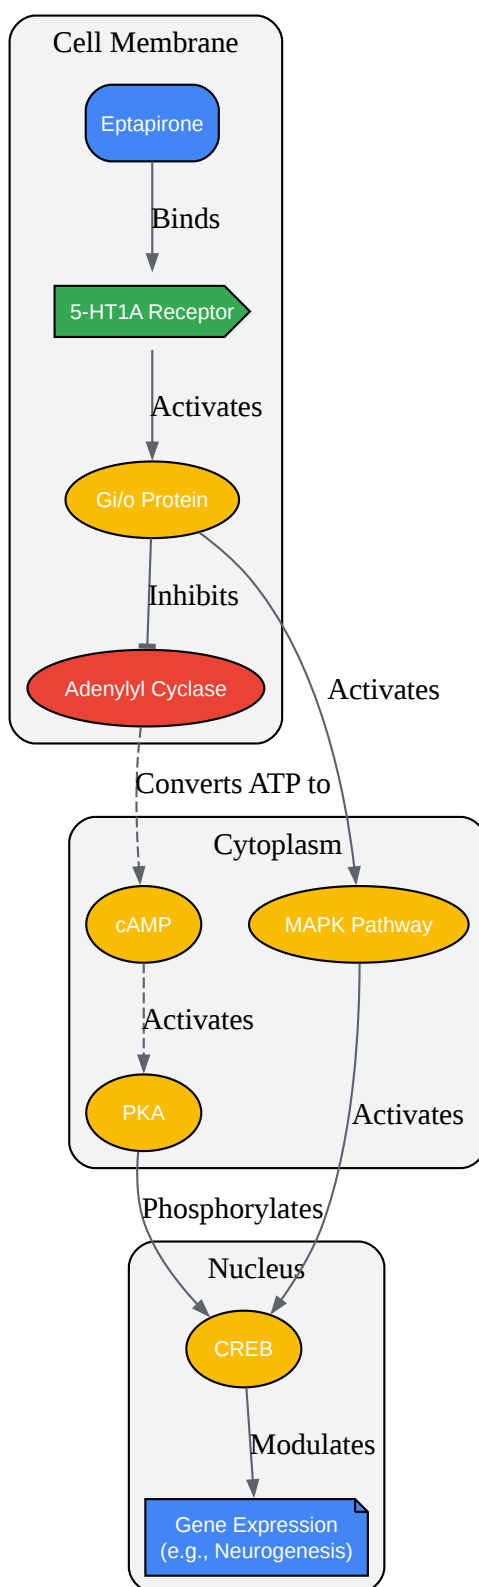 Cell Membrane
Eptapirone
Binds
5-HT1A Receptor
Activates
Gi/o Protein
Inhibits
Adenylyl Cyclase
Activates
Converts ATP to
Cytoplasm
cAMP
MAPK Pathway
Activates
PKA
Activates
Phosphorylates
Nucleus
CREB
Modulates
Gene Expression
(e.g., Neurogenesis)